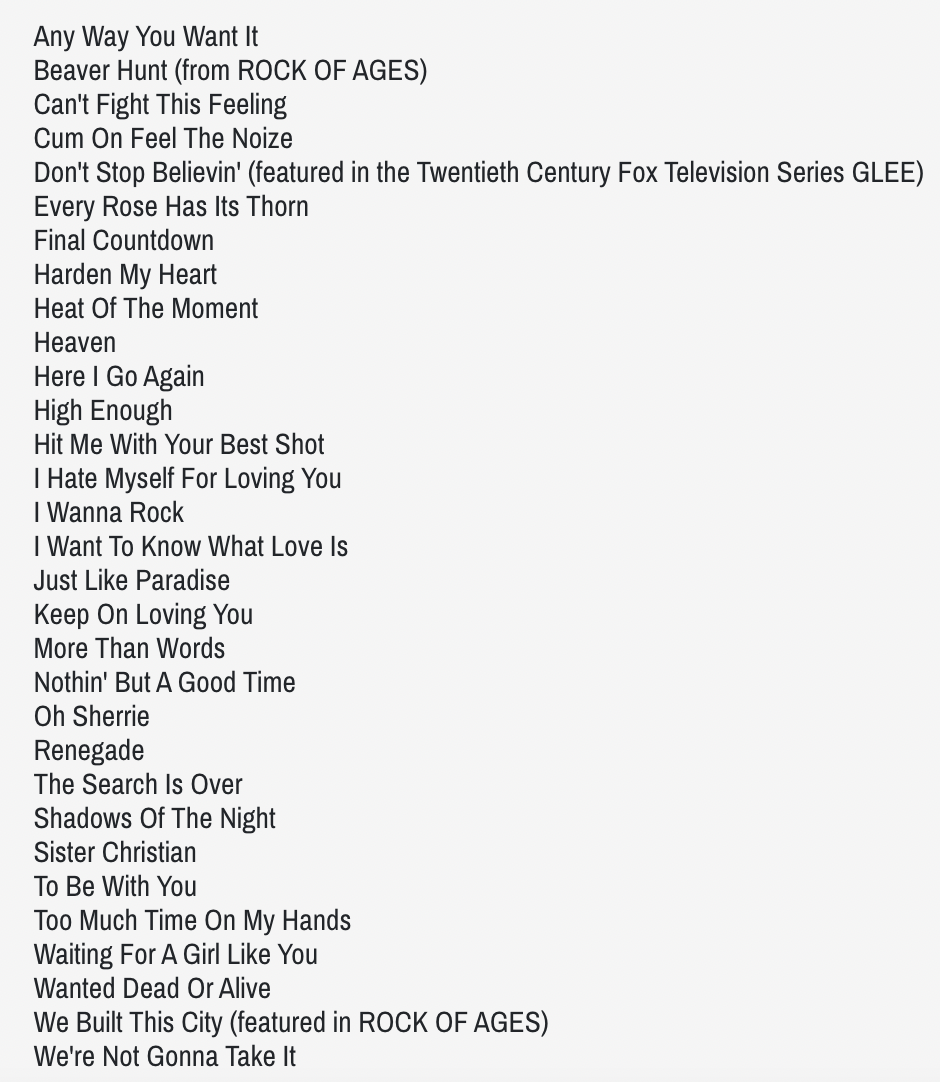 Any Way You Want It
Beaver Hunt (from ROCK OF AGES)
Can't Fight This Feeling
Cum On Feel The Noize
Don't Stop Believin' (featured in the Twentieth Century Fox Television Series GLEE)
Every Rose Has Its Thorn
Final Countdown
Harden My Heart
Heat Of The Moment
Heaven
Here I Go Again
High Enough
Hit Me With Your Best Shot
I Hate Myself For Loving You
I Wanna Rock
I Want To Know What Love Is
Just Like Paradise
Keep On Loving You
More Than Words
Nothin' But A Good Time
Oh Sherrie
Renegade
The Search Is Over
Shadows Of The Night
Sister Christian
To Be With You
Too Much Time On My Hands
Waiting For A Girl Like You
Wanted Dead Or Alive
We Built This City (featured in ROCK OF AGES)
We're Not Gonna Take It